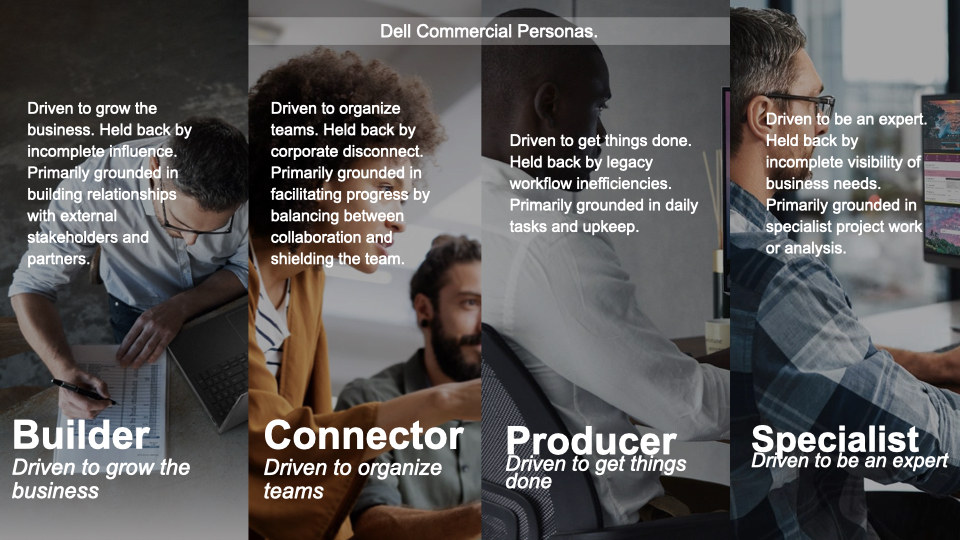 Dell Commercial Personas.
Driven to grow the
business. Held back by
incomplete influence.
Primarily grounded in
building relationships
with external
stakeholders and
partners.
Builder
Driven to grow the
business
Driven to organize
teams. Held back by
corporate disconnect.
Primarily grounded in
facilitating progress by
balancing between
collaboration and
shielding the team.
Connector
Driven to organize
teams
Driven to get things done.
Held back by legacy
workflow inefficiencies.
Primarily grounded in daily
tasks and upkeep.
Producer
Driven to get things
done
Driven to be an expert.
Held back by
incomplete visibility of
business needs.
Primarily grounded in
specialist project work
or analysis.
Specialist
Driven to be an expert